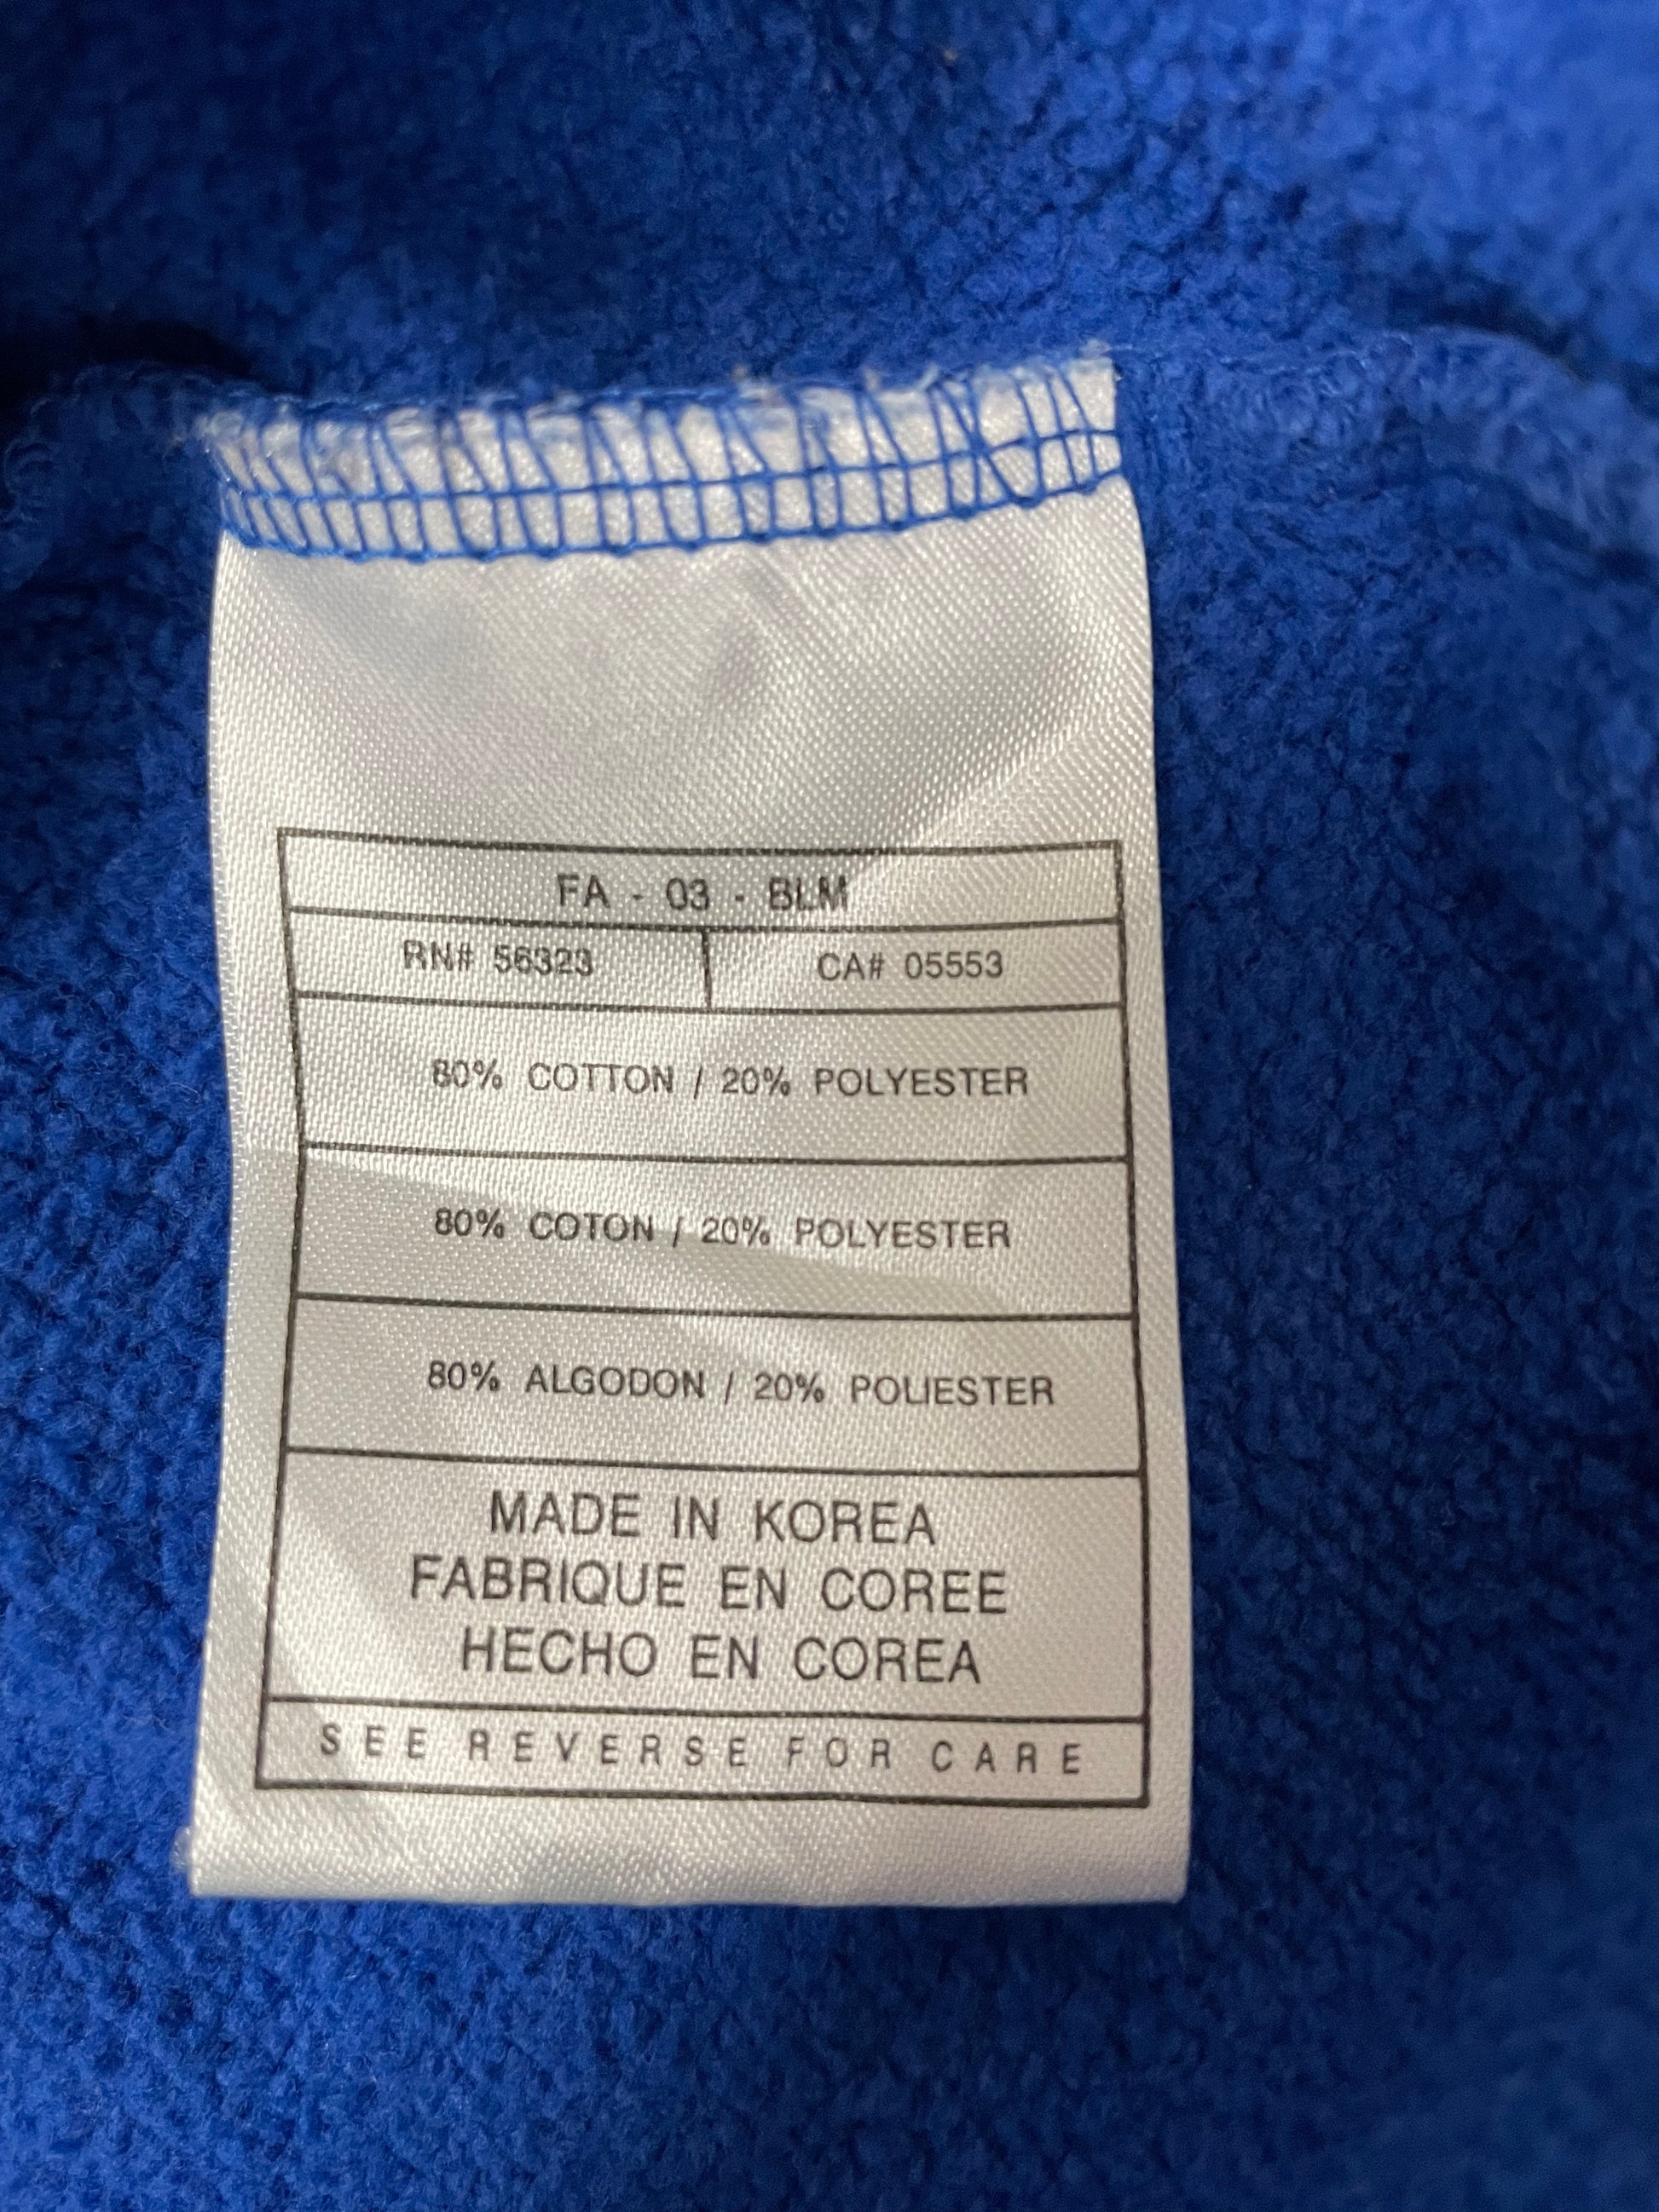 FA - 03 - BLM
RN# 56323 CA# 05553
80% COTTON / 20% POLYESTER
80% COTON / 20% POLYESTER
80% ALGODON / 20% POLIESTER
MADE IN KOREA
FABRIQUE EN COREE
HECHO EN COREA
SEE REVERSE FOR CARE